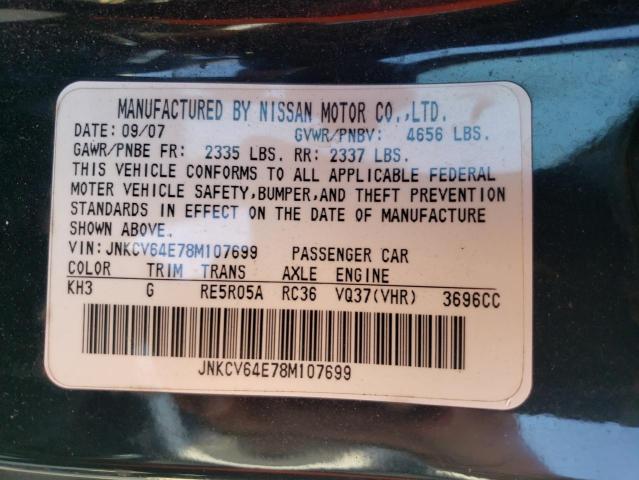 MANUFACTURED BY NISSAN MOTOR CO.,LTD.
DATE: 09/07 GVWR/PNBV: 4656 LBS.
GAWR/PNBE FR: 2335 LBS. RR: 2337 LBS.
THIS VEHICLE CONFORMS TO ALL APPLICABLE FEDERAL
MOTER VEHICLE SAFETY,BUMPER,AND THEFT PREVENTION
STANDARDS IN EFFECT ON THE DATE OF MANUFACTURE
SHOWN ABOVE.
VIN:JNKCV64E78M107699 PASSENGER CAR
COLOR TRIM TRANS AXLE ENGINE
KH3 G RE5R05A RC36 VQ37(VHR) 3696CC
JNKCV64E78M107699